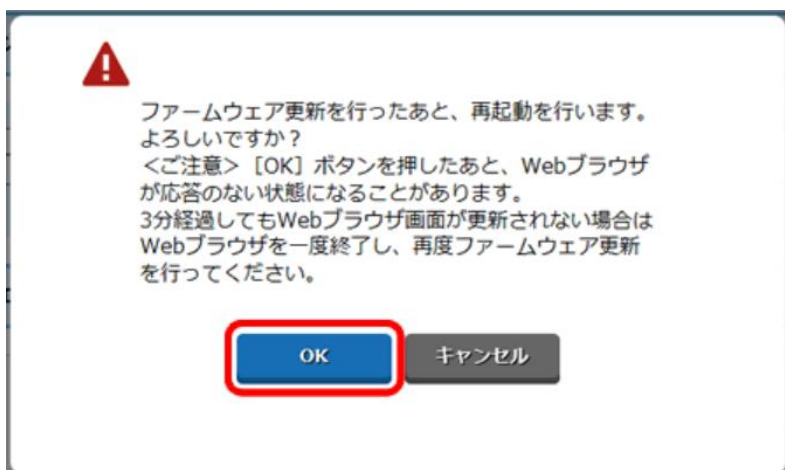 ファームウェア更新を行ったあと、再起動を行います。
よろしいですか？
＜ご注意＞［OK］ボタンを押したあと、Webブラウザ
が応答のない状態になることがあります。
3分経過してもWebブラウザ画面が更新されない場合は
Webブラウザを一度終了し、再度ファームウェア更新
を行ってください。
OK キャンセル